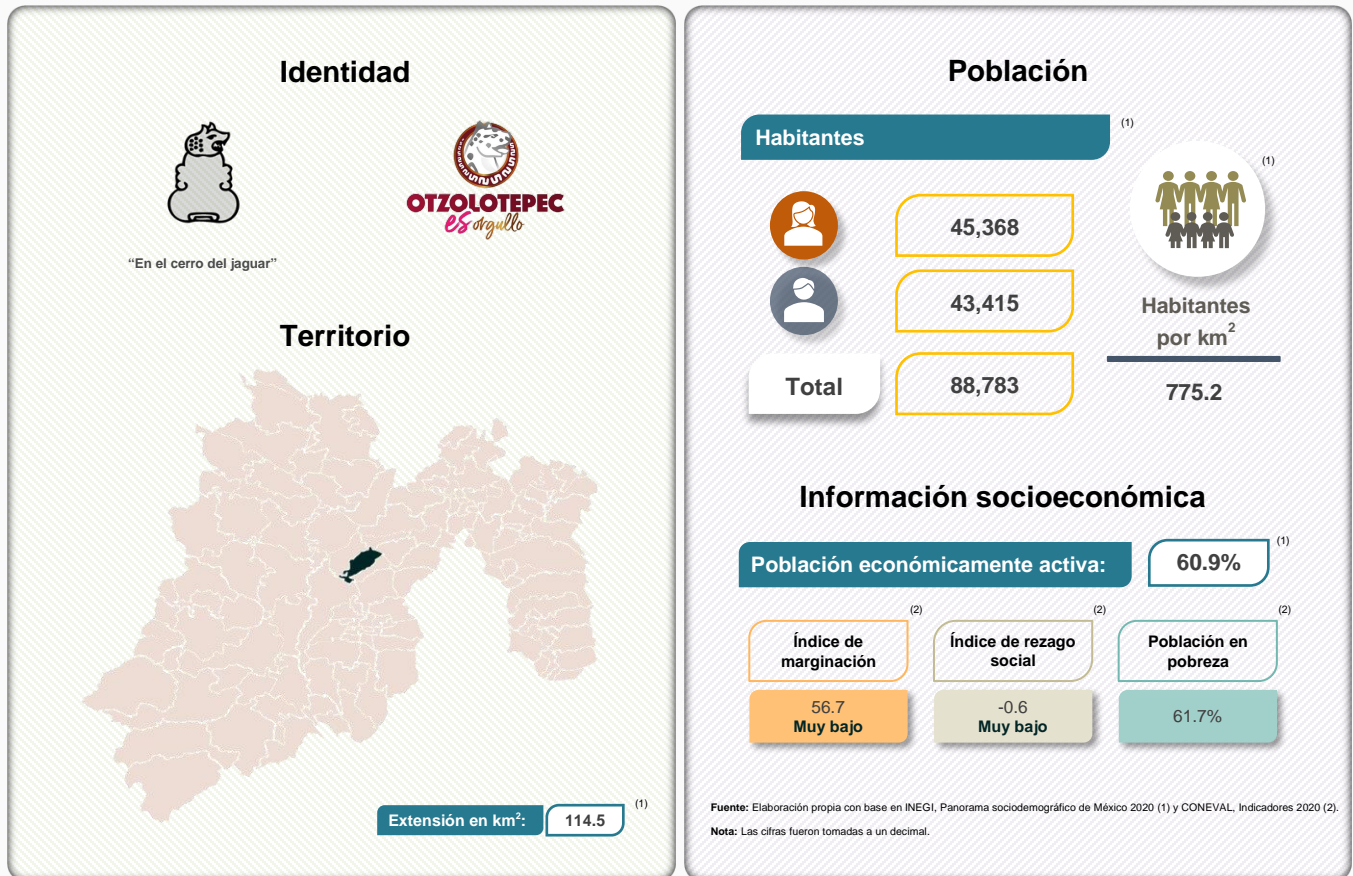 Identidad
OTZOLOTEPEC
es orgullo
“En el cerro del jaguar”
Territorio
Extensión en km²:
114.5
(1)
Población
Habitantes
(1)
45,368
43,415
Total
88,783
(1)
Habitantes
por km²
775.2
Información socioeconómica
Población económicamente activa:
60.9%
(1)
Índice de
marginación
(2)
56.7
Muy bajo
Índice de rezago
social
(2)
-0.6
Muy bajo
Población en
pobreza
(2)
61.7%
Fuente: Elaboración propia con base en INEGI, Panorama sociodemográfico de México 2020 (1) y CONEVAL, Indicadores 2020 (2).
Nota: Las cifras fueron tomadas a un decimal.